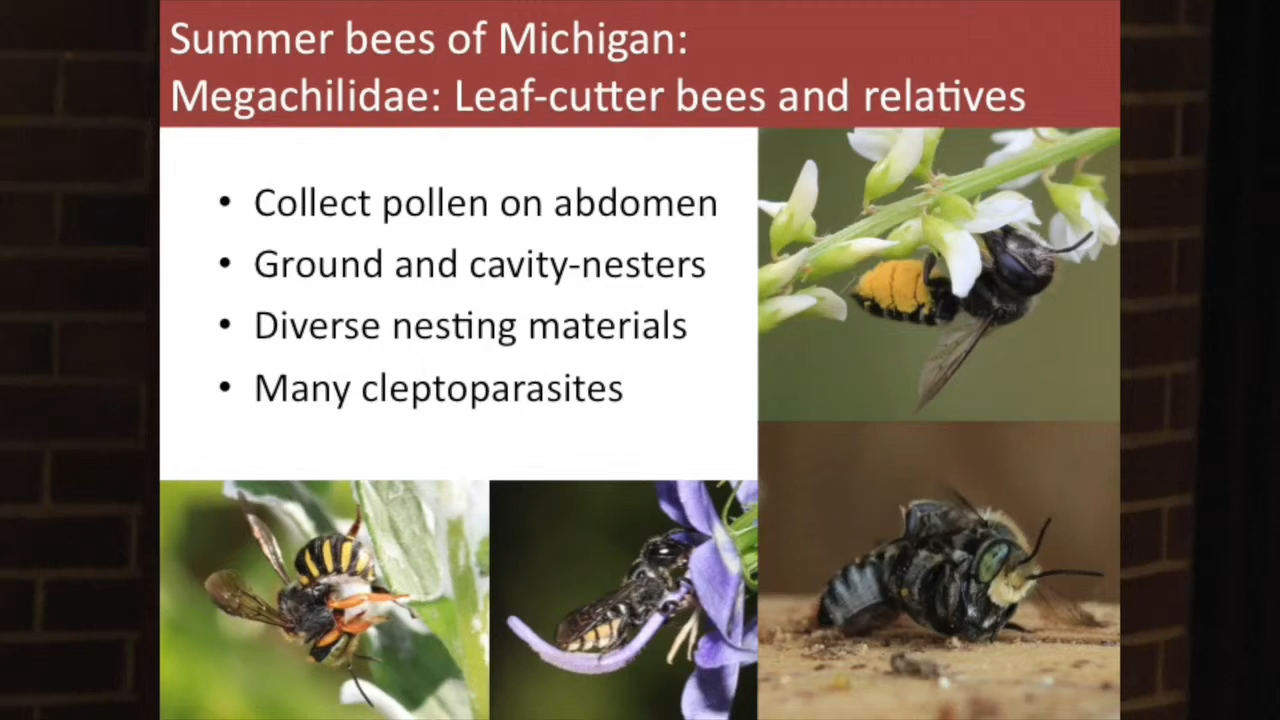 Summer bees of Michigan:
Megachilidae: Leaf-cutter bees and relatives
• Collect pollen on abdomen
• Ground and cavity-nesters
• Diverse nesting materials
• Many cleptoparasites